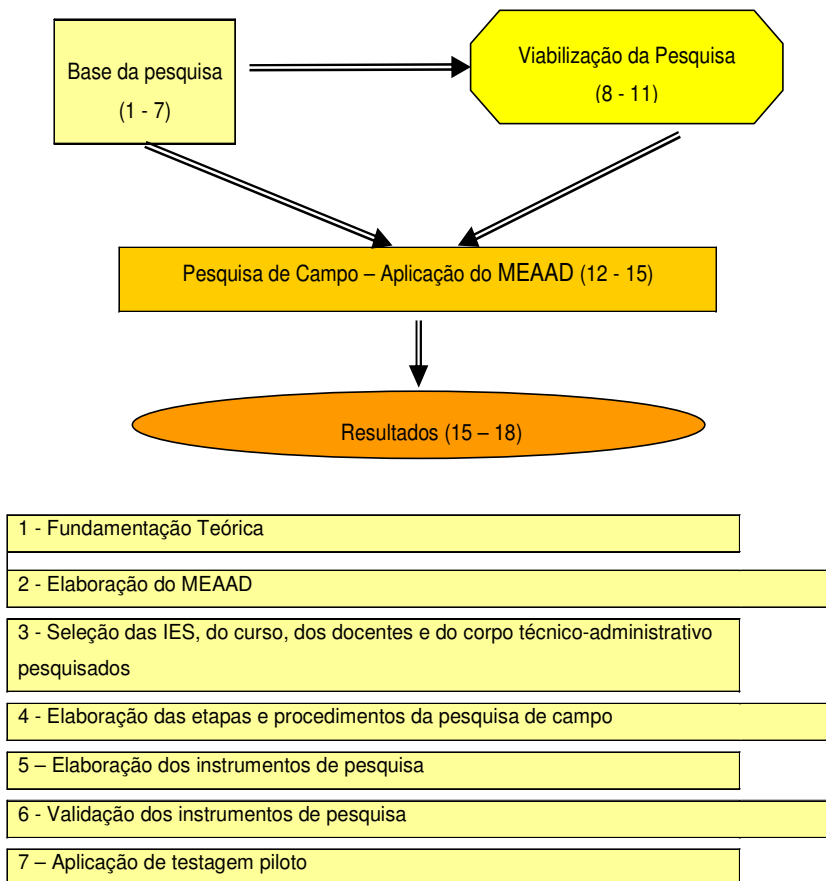 Base da pesquisa
(1 - 7)
Viabilização da Pesquisa
(8 - 11)
Pesquisa de Campo – Aplicação do MEAAD (12 - 15)
Resultados (15 – 18)
1 - Fundamentação Teórica
2 - Elaboração do MEAAD
3 - Seleção das IES, do curso, dos docentes e do corpo técnico-administrativo
pesquisados
4 - Elaboração das etapas e procedimentos da pesquisa de campo
5 – Elaboração dos instrumentos de pesquisa
6 - Validação dos instrumentos de pesquisa
7 – Aplicação de testagem piloto